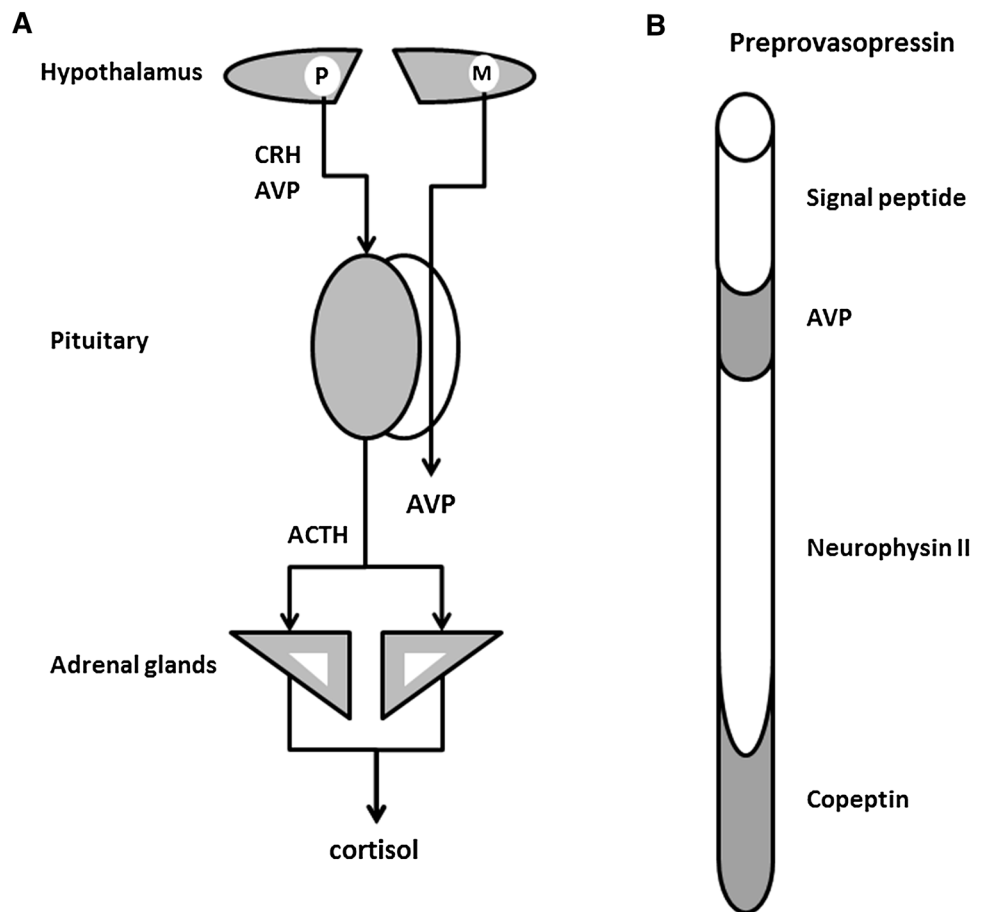 A
Hypothalamus
P
M
CRH
AVP
Pituitary
AVP
ACTH
Adrenal glands
cortisol
B
Preprovasopressin
Signal peptide
AVP
Neurophysin II
Copeptin